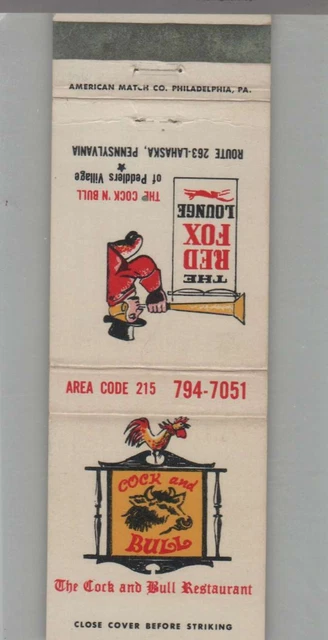 AMERICAN MATCH CO. PHILADELPHIA, PA.
THE
RED
FOX
LOUNGE
THE COCK 'N BULL
of Peddlers Village
ROUTE 263-LAHASKA, PENNSYLVANIA
AREA CODE 215 794-7051
COCK and
BULL
The Cock and Bull Restaurant
CLOSE COVER BEFORE STRIKING